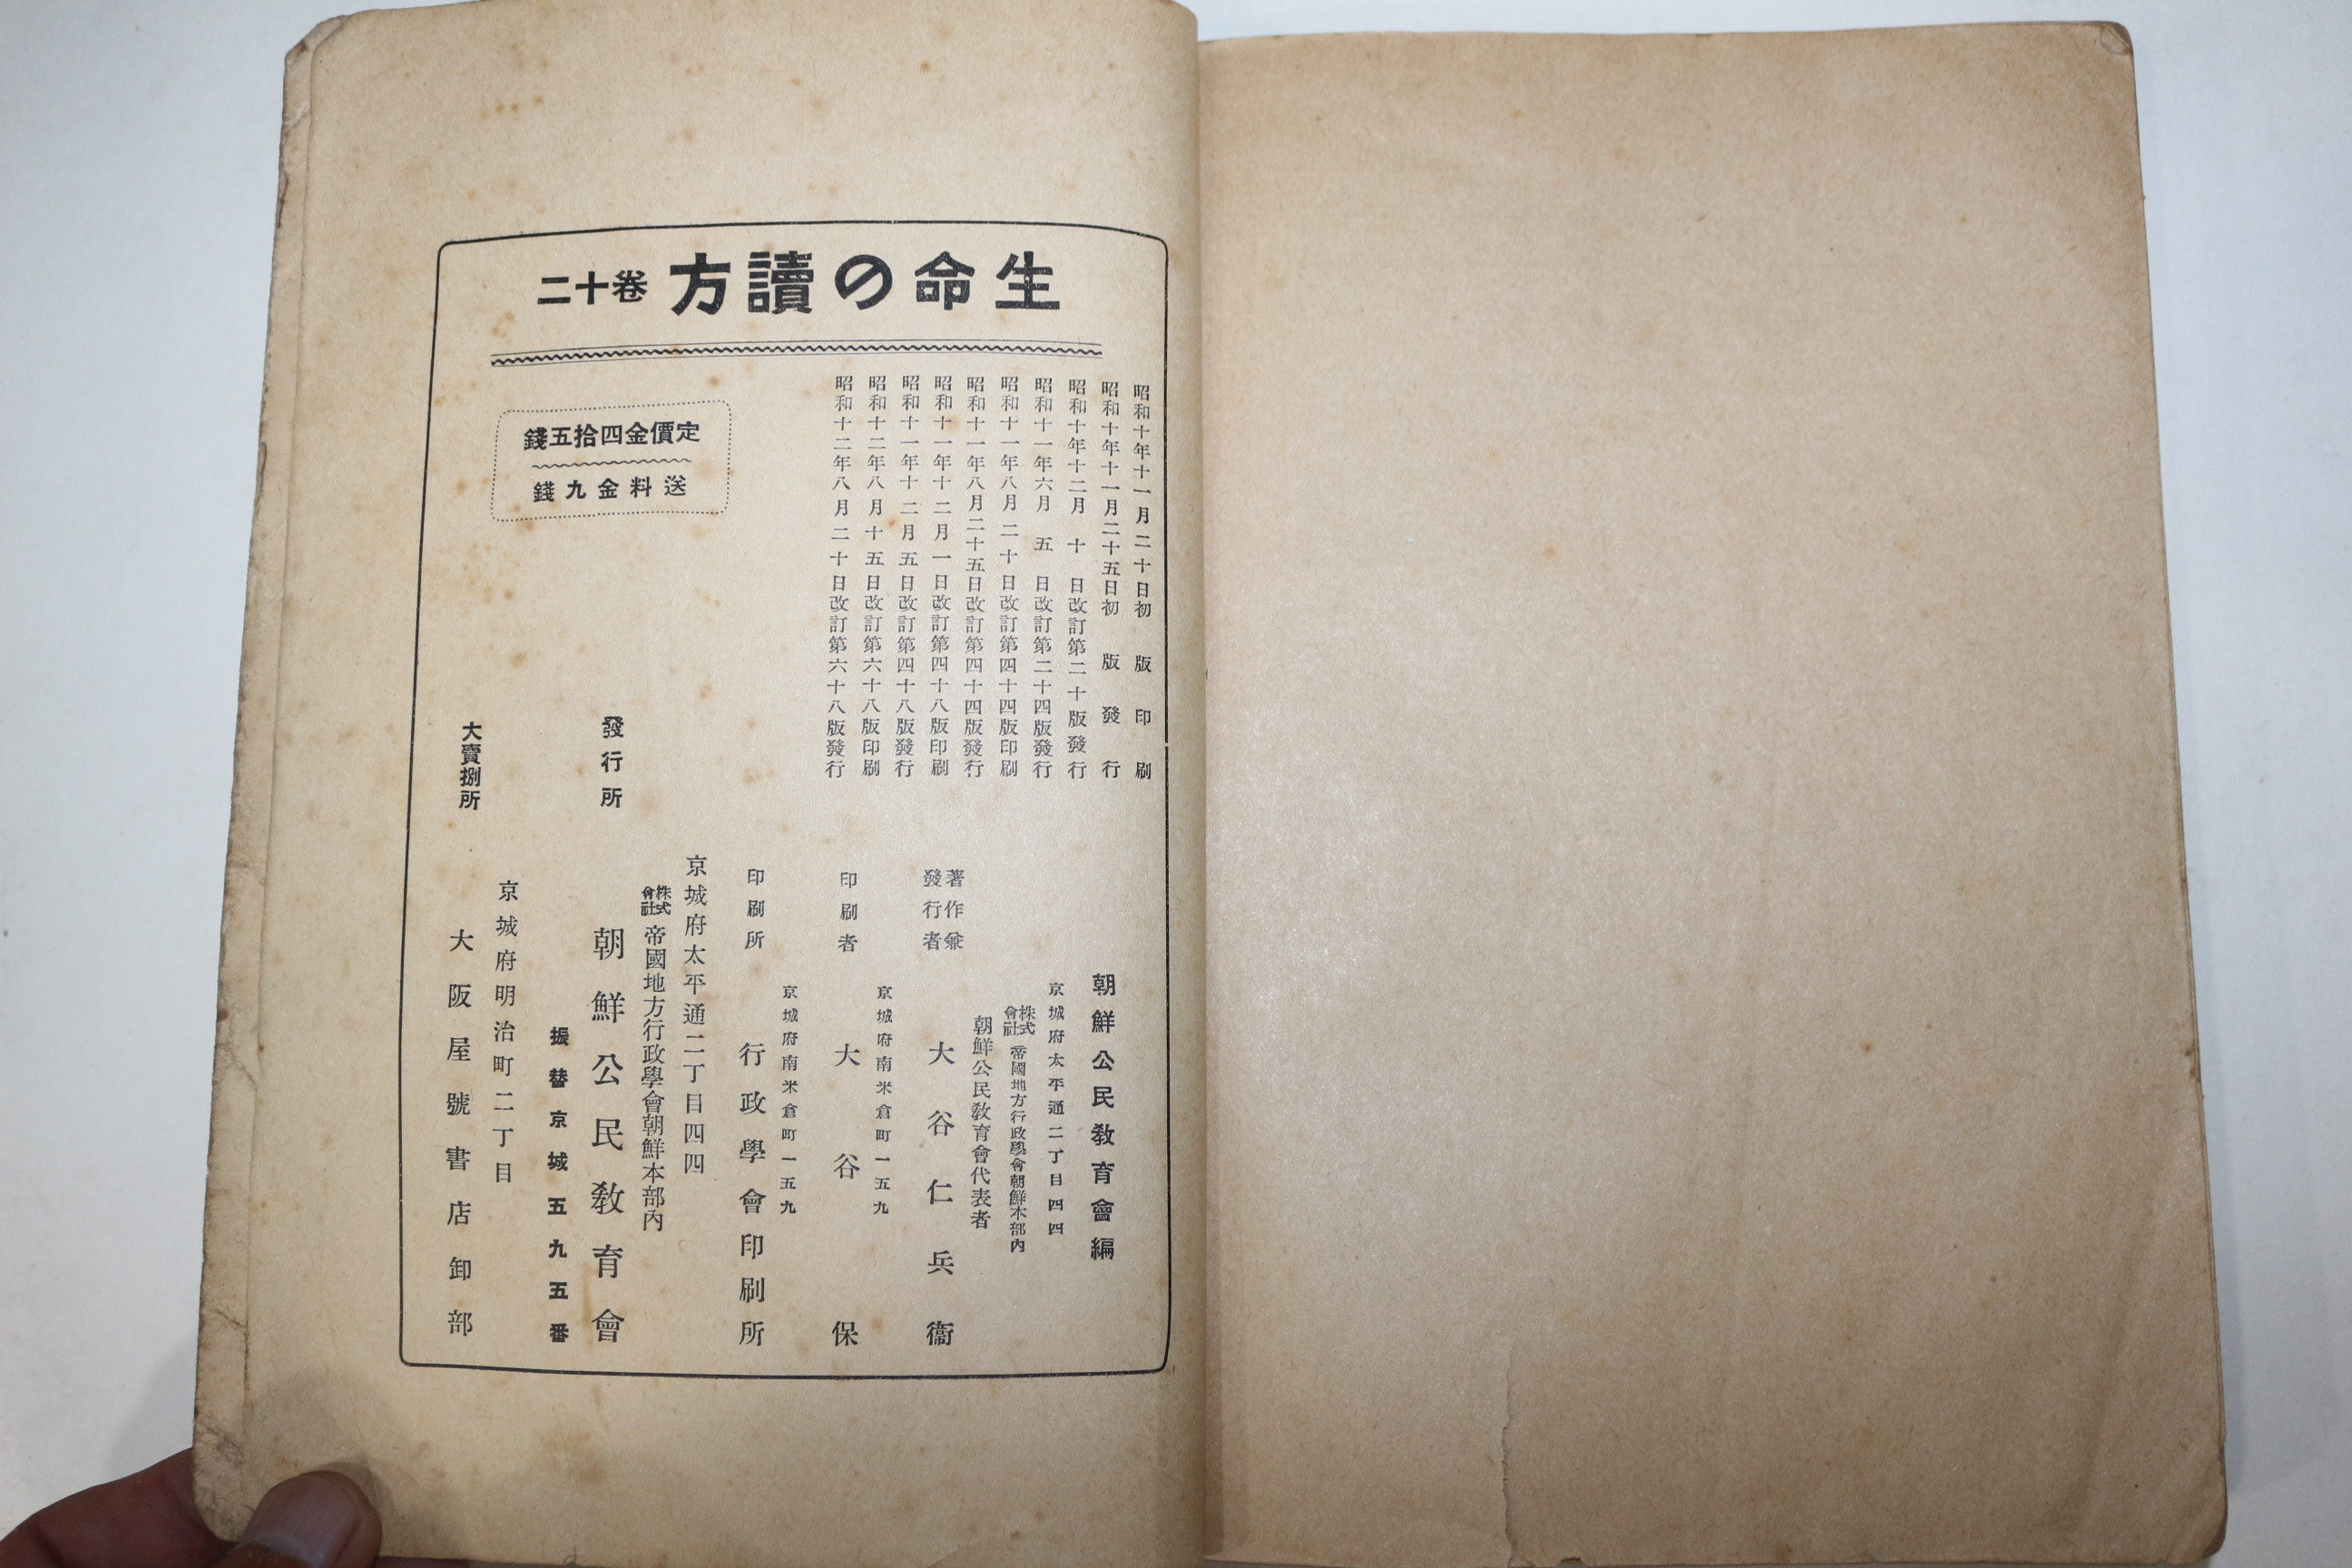 生命の讀方 卷十二
昭和十年十一月二十日初版印刷
昭和十年十一月二十五日初版發行
昭和十年十二月十日改訂第二十版發行
昭和十一年六月五日改訂第二十四版發行
昭和十一年八月二十日改訂第四十四版印刷
昭和十一年八月二十五日改訂第四十四版發行
昭和十一年十二月一日改訂第四十八版印刷
昭和十一年十二月五日改訂第四十八版發行
昭和十二年八月十五日改訂第六十八版印刷
昭和十二年八月二十日改訂第六十八版發行
定價金四拾五錢
送料金九錢
朝鮮公民敎育會編
京城府太平通二丁目四四
株式會社帝國地方行政學會朝鮮本部內
朝鮮公民敎育會代表者
著作兼發行者 大谷仁兵衞
京城府南米倉町一五九
印刷者 大谷保
京城府南米倉町一五九
印刷所 行政學會印刷所
京城府太平通二丁目四四
株式會社帝國地方行政學會朝鮮本部內
發行所 朝鮮公民敎育會
振替京城五九五番
京城府明治町二丁目
大賣捌所 大阪屋號書店卸部